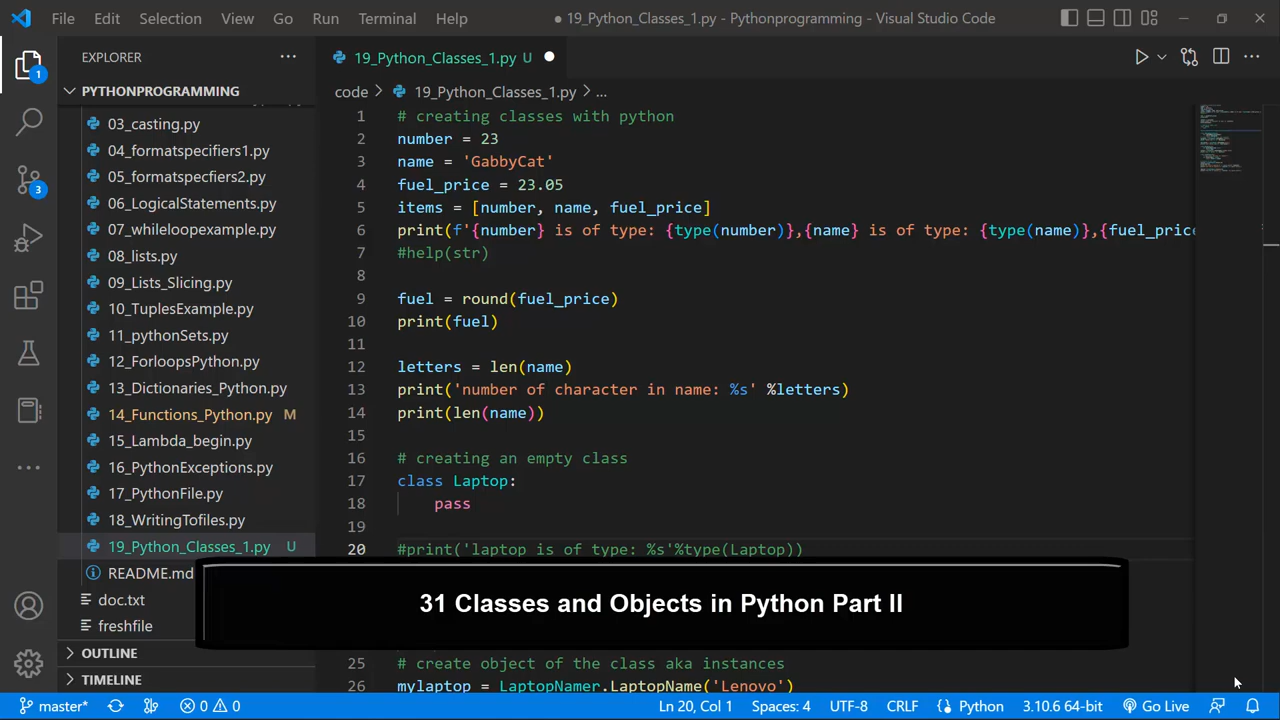 File Edit Selection View Go Run Terminal Help
● 19_Python_Classes_1.py - Pythonprogramming - Visual Studio Code
EXPLORER
19_Python_Classes_1.py U
PYTHONPROGRAMMING
code > 19_Python_Classes_1.py > ...
03_casting.py
04_formatspecifiers1.py
05_formatspecfiers2.py
06_LogicalStatements.py
07_whileloopexample.py
08_lists.py
09_Lists_Slicing.py
10_TuplesExample.py
11_pythonSets.py
12_ForloopsPython.py
13_Dictionaries_Python.py
14_Functions_Python.py M
15_Lambda_begin.py
16_PythonExceptions.py
17_PythonFile.py
18_WritingTofiles.py
19_Python_Classes_1.py U
README.md
doc.txt
freshfile
OUTLINE
TIMELINE
1
3
1 # creating classes with python
2 number = 23
3 name = 'GabbyCat'
4 fuel_price = 23.05
5 items = [number, name, fuel_price]
6 print(f'{number} is of type: {type(number)},{name} is of type: {type(name)},{fuel_price
7 #help(str)
8
9 fuel = round(fuel_price)
10 print(fuel)
11
12 letters = len(name)
13 print('number of character in name: %s' %letters)
14 print(len(name))
15
16 # creating an empty class
17 class Laptop:
18 pass
19
20 #print('laptop is of type: %s'%type(Laptop))
31 Classes and Objects in Python Part II
25 # create object of the class aka instances
26 mylaptop = LaptopNamer.LaptopName('Lenovo')
master* 0 0 Ln 20, Col 1 Spaces: 4 UTF-8 CRLF Python 3.10.6 64-bit Go Live